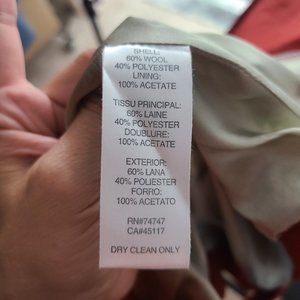 SHELL:
60% WOOL
40% POLYESTER
LINING:
100% ACETATE
TISSU PRINCIPAL:
60% LAINE
40% POLYESTER
DOUBLURE:
100% ACETATE
EXTERIOR:
60% LANA
40% POLIESTER
FORRO:
100% ACETATO
RN#74747
CA#45117
DRY CLEAN ONLY